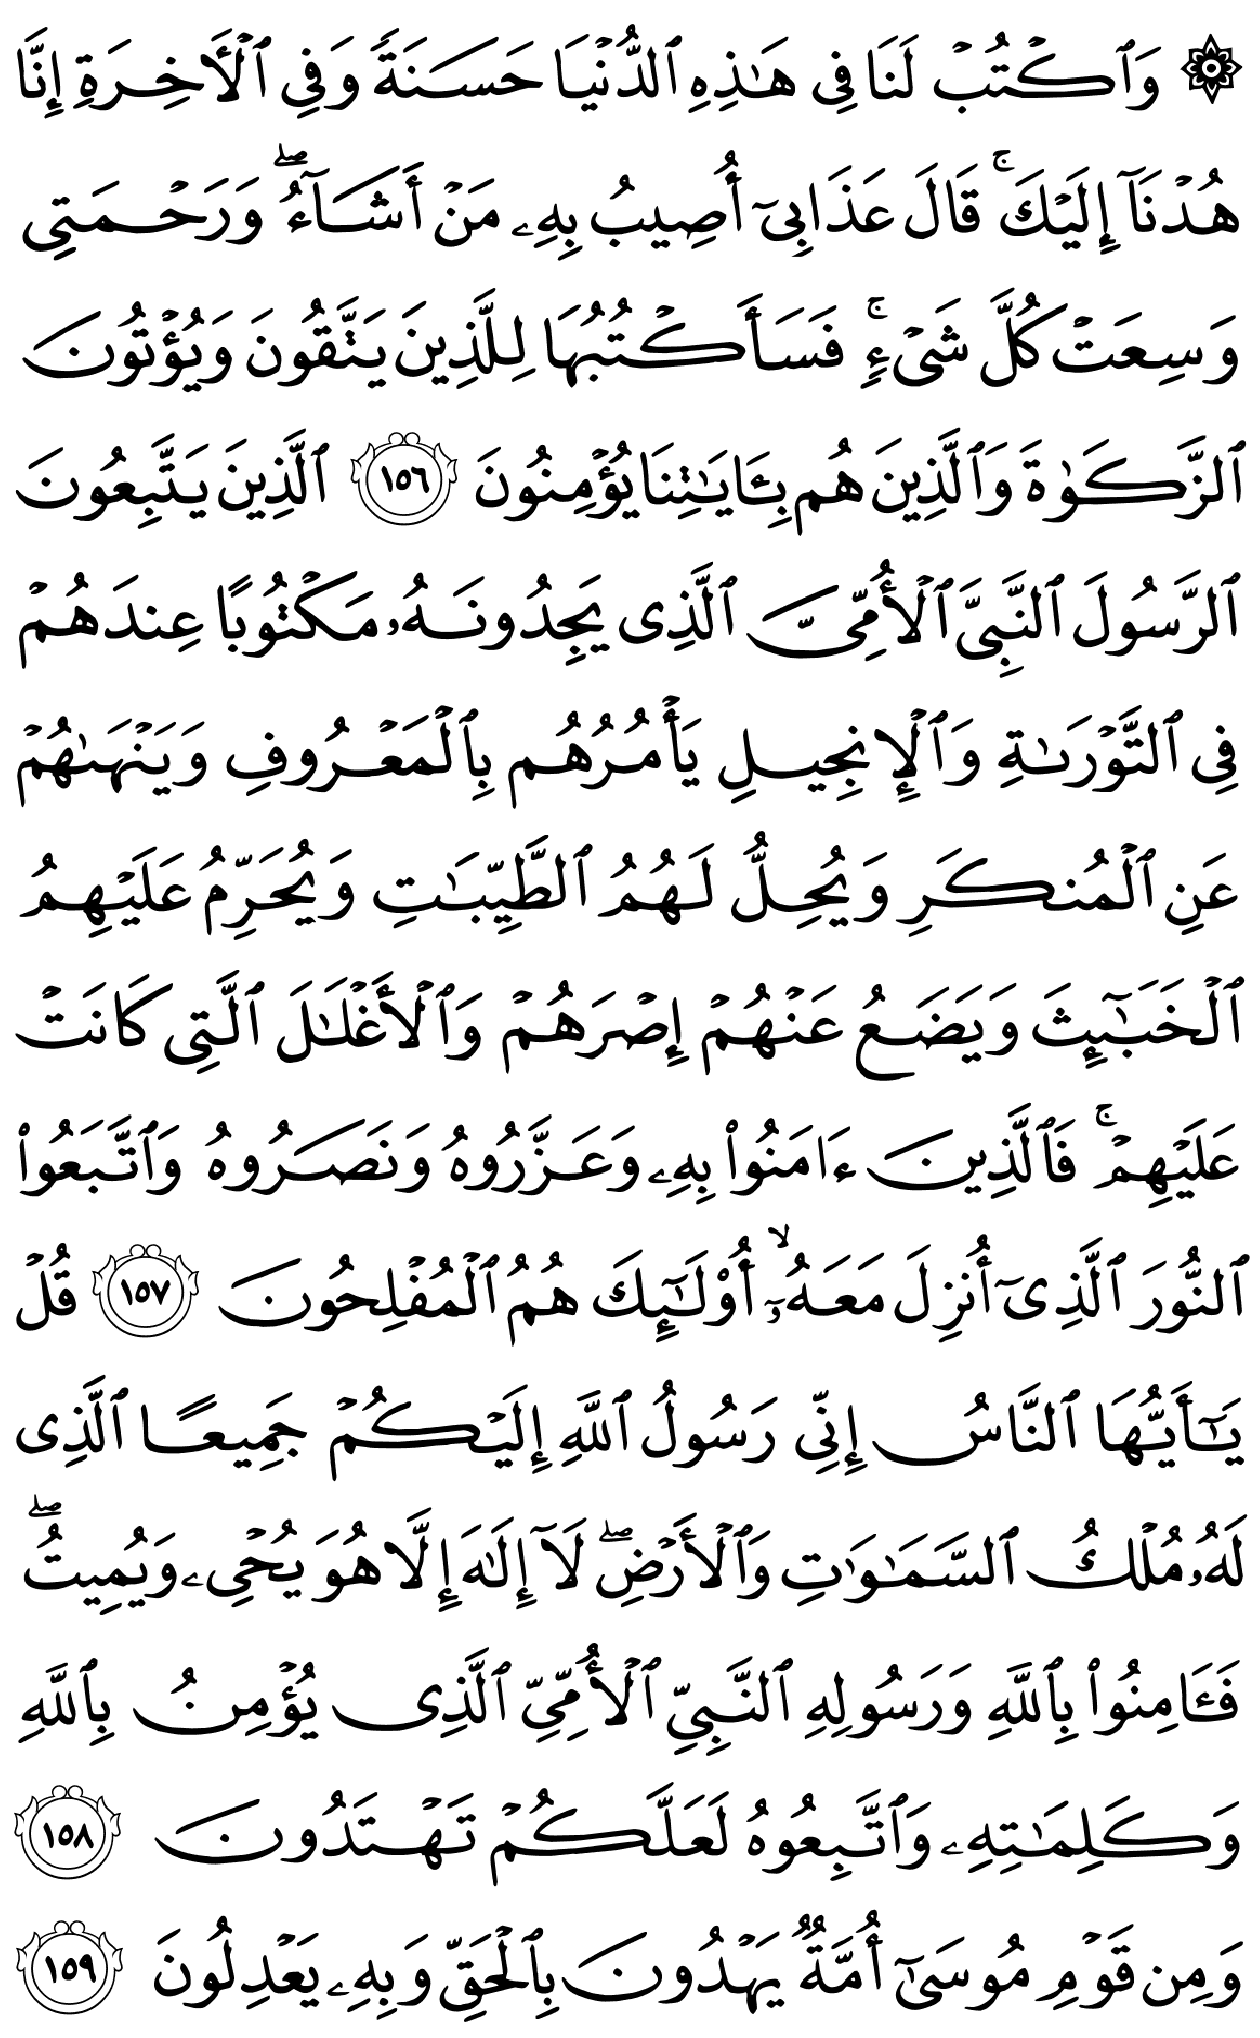 ۞ وَٱكۡتُبۡ لَنَا فِي هَٰذِهِ ٱلدُّنۡيَا حَسَنَةٗ وَفِي ٱلۡأٓخِرَةِ إِنَّا
هُدۡنَآ إِلَيۡكَۚ قَالَ عَذَابِيٓ أُصِيبُ بِهِۦ مَنۡ أَشَآءُۖ وَرَحۡمَتِي
وَسِعَتۡ كُلَّ شَيۡءٖۚ فَسَأَكۡتُبُهَا لِلَّذِينَ يَتَّقُونَ وَيُؤۡتُونَ
ٱلزَّكَوٰةَ وَٱلَّذِينَ هُم بِـَٔايَٰتِنَا يُؤۡمِنُونَ ١٥٦ ٱلَّذِينَ يَتَّبِعُونَ
ٱلرَّسُولَ ٱلنَّبِيَّ ٱلۡأُمِّيَّ ٱلَّذِي يَجِدُونَهُۥ مَكۡتُوبًا عِندَهُمۡ
فِي ٱلتَّوۡرَىٰةِ وَٱلۡإِنجِيلِ يَأۡمُرُهُم بِٱلۡمَعۡرُوفِ وَيَنۡهَىٰهُمۡ
عَنِ ٱلۡمُنكَرِ وَيُحِلُّ لَهُمُ ٱلطَّيِّبَٰتِ وَيُحَرِّمُ عَلَيۡهِمُ
ٱلۡخَبَٰٓئِثَ وَيَضَعُ عَنۡهُمۡ إِصۡرَهُمۡ وَٱلۡأَغۡلَٰلَ ٱلَّتِي كَانَتۡ
عَلَيۡهِمۡۚ فَٱلَّذِينَ ءَامَنُواْ بِهِۦ وَعَزَّرُوهُ وَنَصَرُوهُ وَٱتَّبَعُواْ
ٱلنُّورَ ٱلَّذِيٓ أُنزِلَ مَعَهُۥٓۙ أُوْلَٰٓئِكَ هُمُ ٱلۡمُفۡلِحُونَ ١٥٧ قُلۡ
يَٰٓأَيُّهَا ٱلنَّاسُ إِنِّي رَسُولُ ٱللَّهِ إِلَيۡكُمۡ جَمِيعًا ٱلَّذِي
لَهُۥ مُلۡكُ ٱلسَّمَٰوَٰتِ وَٱلۡأَرۡضِۖ لَآ إِلَٰهَ إِلَّا هُوَ يُحۡيِۦ وَيُمِيتُۖ
فَـَٔامِنُواْ بِٱللَّهِ وَرَسُولِهِ ٱلنَّبِيِّ ٱلۡأُمِّيِّ ٱلَّذِي يُؤۡمِنُ بِٱللَّهِ
وَكَلِمَٰتِهِۦ وَٱتَّبِعُوهُ لَعَلَّكُمۡ تَهۡتَدُونَ ١٥٨
وَمِن قَوۡمِ مُوسَىٰٓ أُمَّةٞ يَهۡدُونَ بِٱلۡحَقِّ وَبِهِۦ يَعۡدِلُونَ ١٥٩